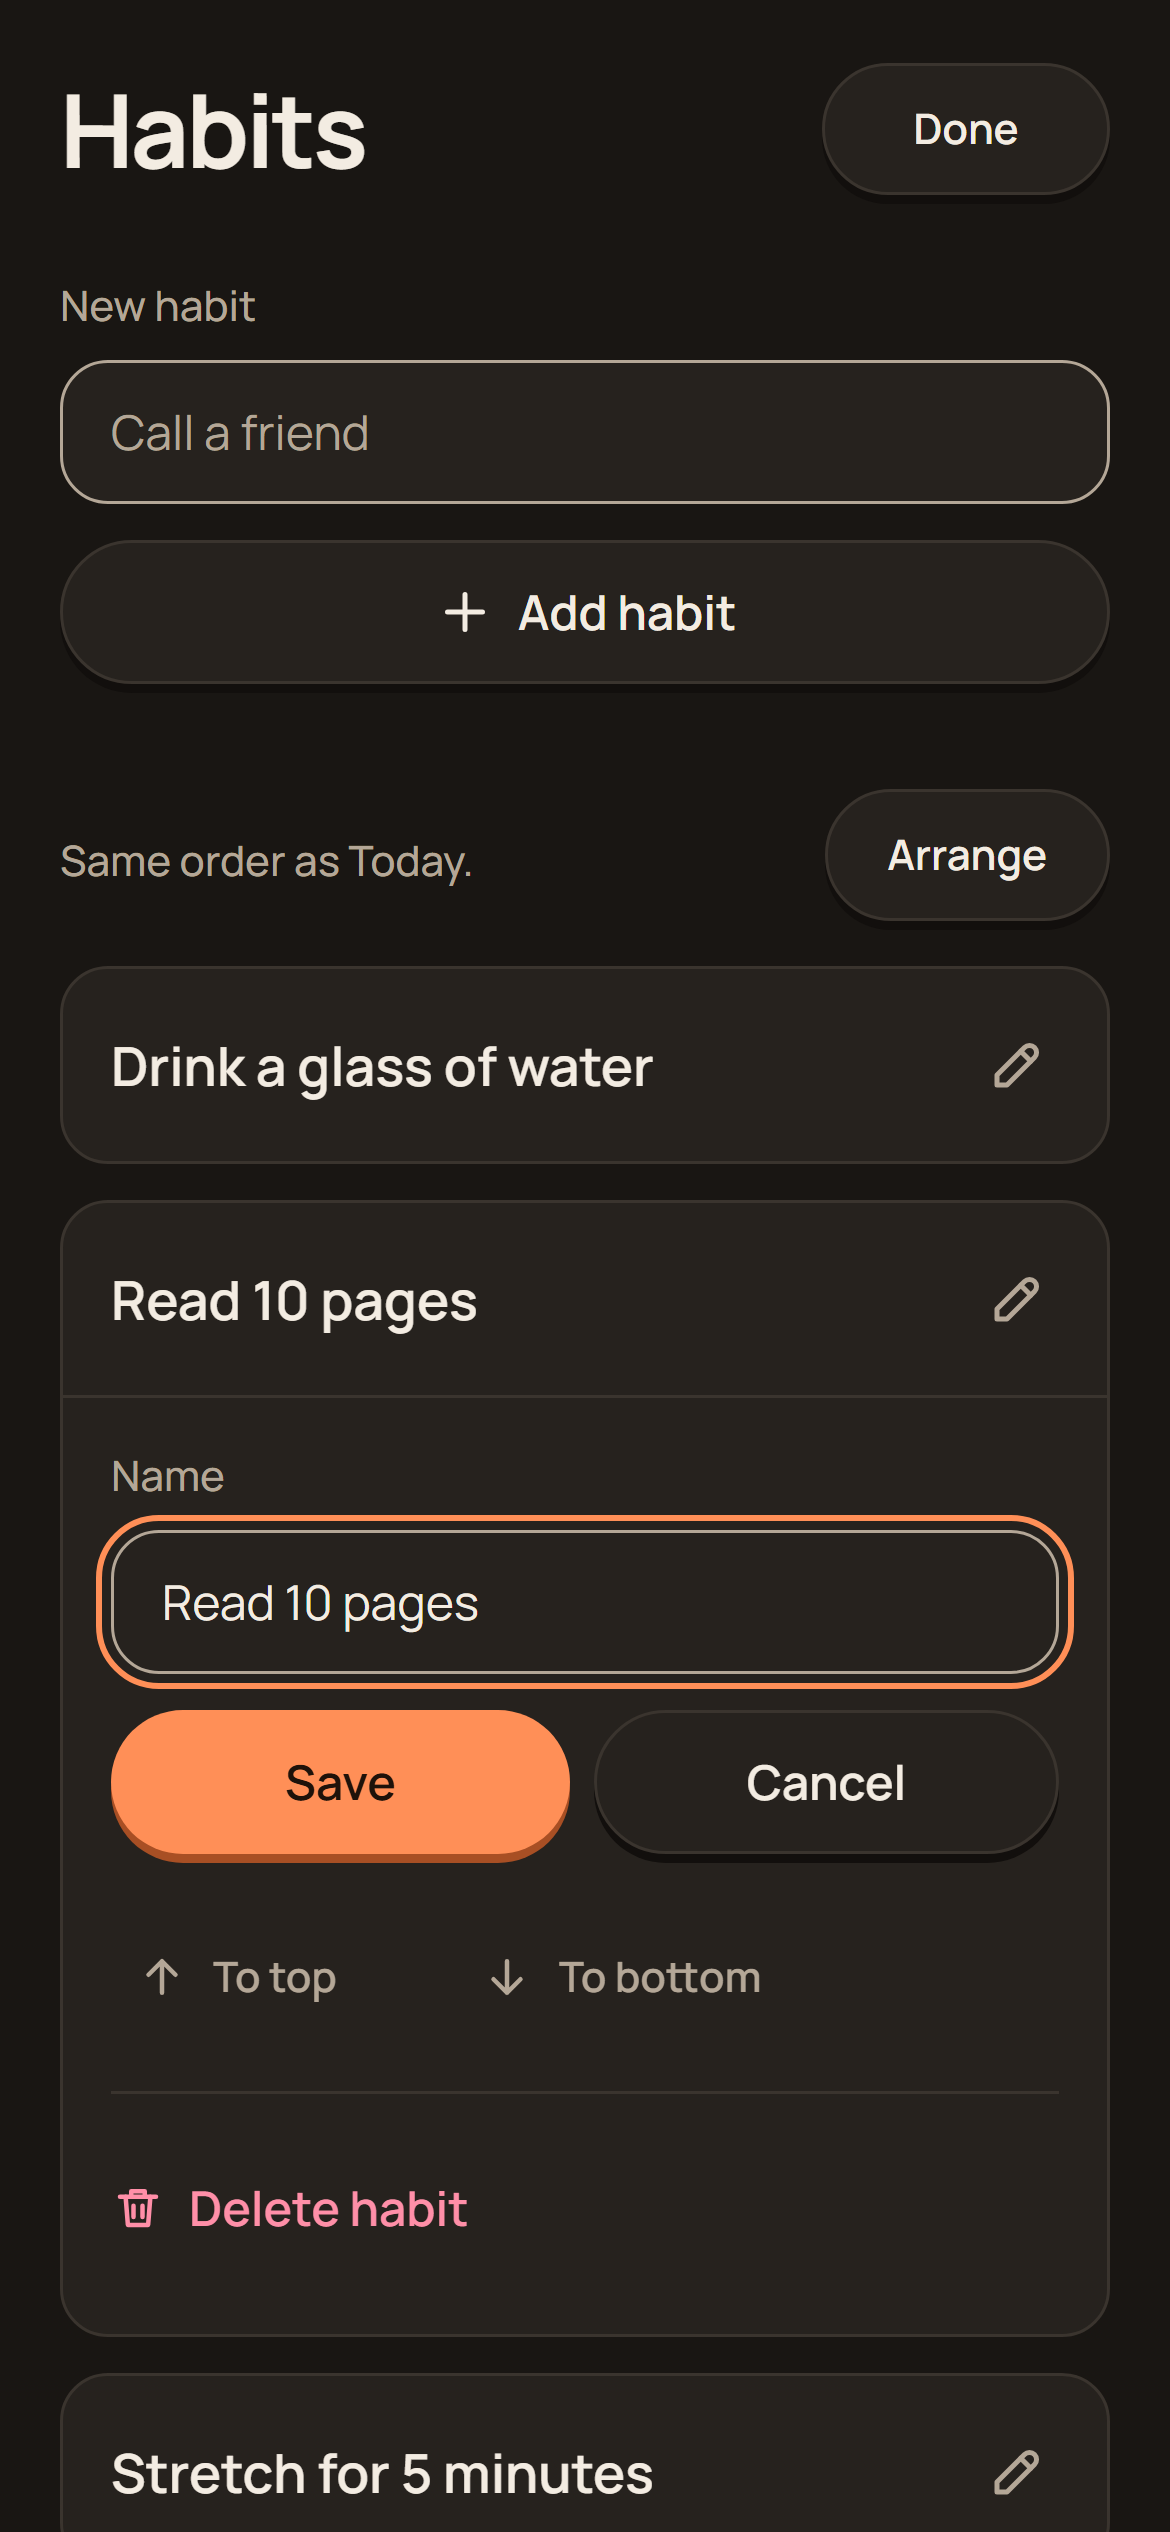 Habits
Done
New habit
Call a friend
Add habit
Same order as Today.
Arrange
Drink a glass of water
Read 10 pages
Name
Read 10 pages
Save
Cancel
To top
To bottom
Delete habit
Stretch for 5 minutes